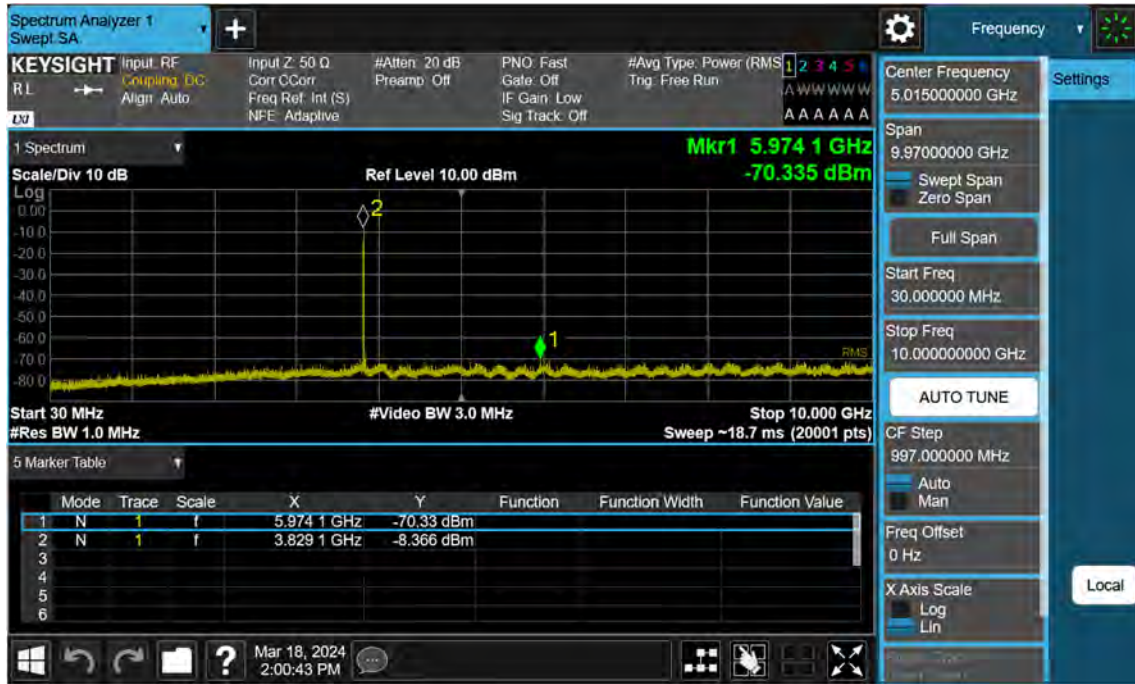 Spectrum Analyzer 1
Swept SA
+
Frequency
KEYSIGHT
RL
LXI
Input: RF
Coupling: DC
Align: Auto
Input Z: 50 Ω
Corr CCorr
Freq Ref: Int (S)
NFE: Adaptive
#Atten: 20 dB
Preamp: Off
PNO: Fast
Gate: Off
IF Gain: Low
Sig Track: Off
#Avg Type: Power (RMS
Trig: Free Run
1 2 3 4 5 6
A W W W W W
A A A A A A
1 Spectrum
Scale/Div 10 dB
Ref Level 10.00 dBm
Mkr1 5.974 1 GHz
-70.335 dBm
Log
0.00
-10.0
-20.0
-30.0
-40.0
-50.0
-60.0
-70.0
-80.0
2
1
RMS
Start 30 MHz
#Video BW 3.0 MHz
Stop 10.000 GHz
#Res BW 1.0 MHz
Sweep ~18.7 ms (20001 pts)
5 Marker Table
Mode Trace Scale X Y Function Function Width Function Value
1 N 1 f 5.974 1 GHz -70.33 dBm
2 N 1 f 3.829 1 GHz -8.366 dBm
3
4
5
6
Mar 18, 2024
2:00:43 PM
?
Center Frequency
5.015000000 GHz
Span
9.97000000 GHz
Swept Span
Zero Span
Full Span
Start Freq
30.000000 MHz
Stop Freq
10.000000000 GHz
AUTO TUNE
CF Step
997.000000 MHz
Auto
Man
Freq Offset
0 Hz
X Axis Scale
Log
Lin
Settings
Local